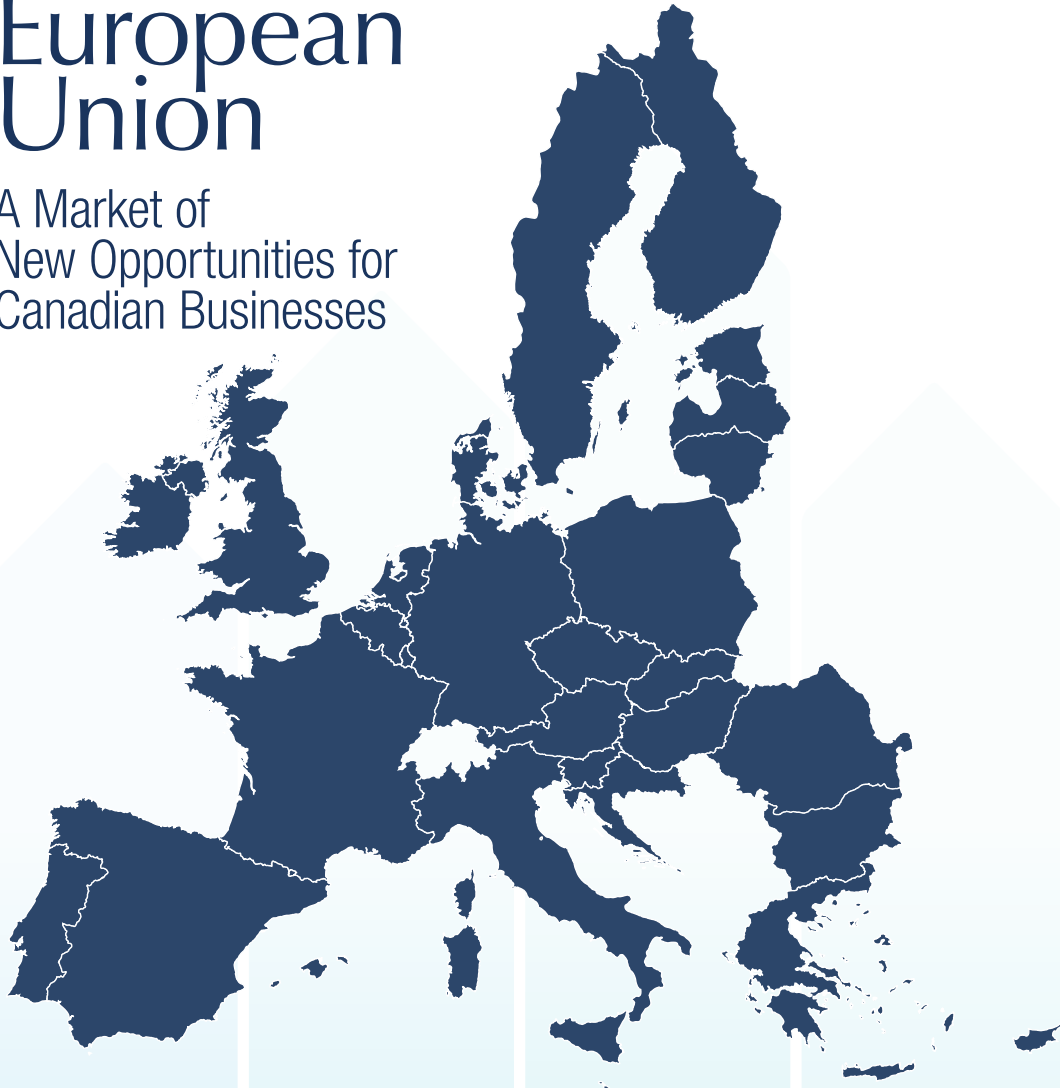 European
Union
A Market of
New Opportunities for
Canadian Businesses